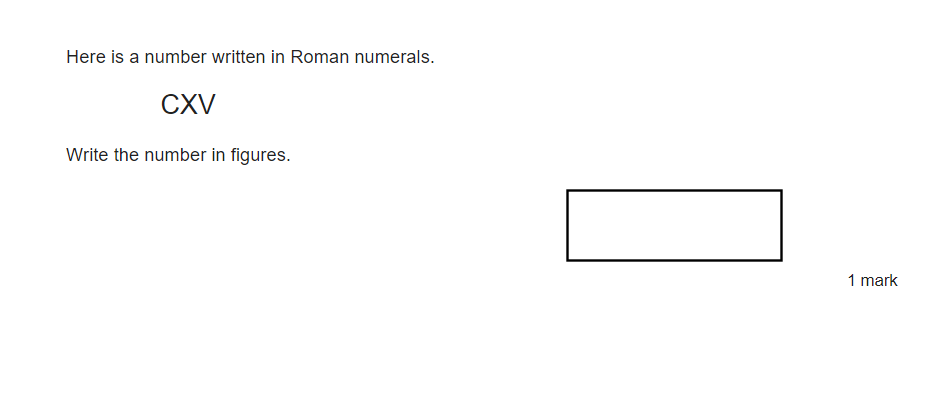 Here is a number written in Roman numerals.
CXV
Write the number in figures.
1 mark